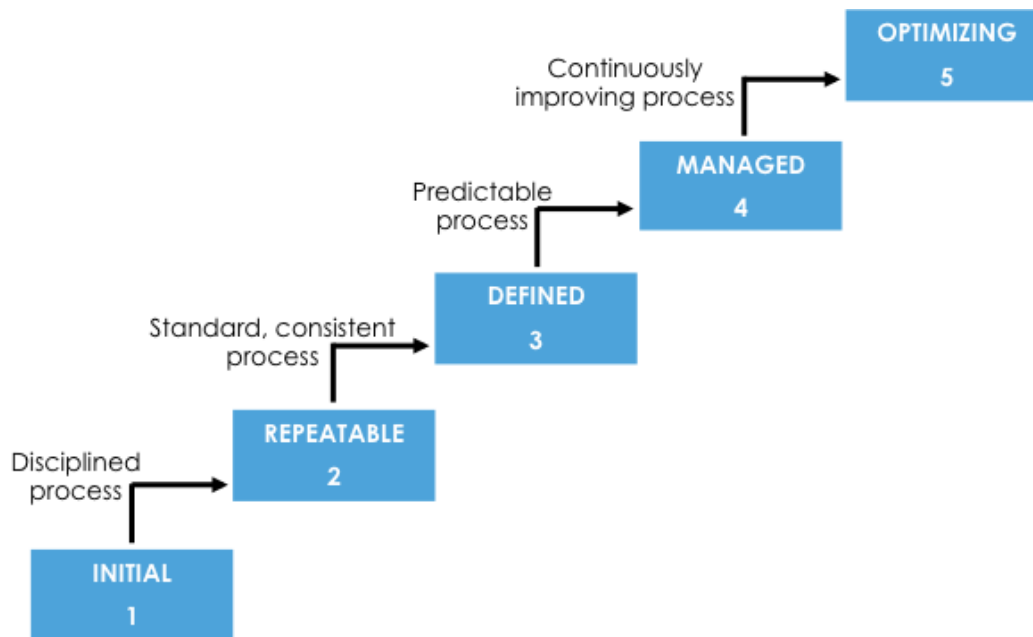 OPTIMIZING
5
Continuously
improving process
MANAGED
4
Predictable
process
DEFINED
3
Standard, consistent
process
REPEATABLE
2
Disciplined
process
INITIAL
1